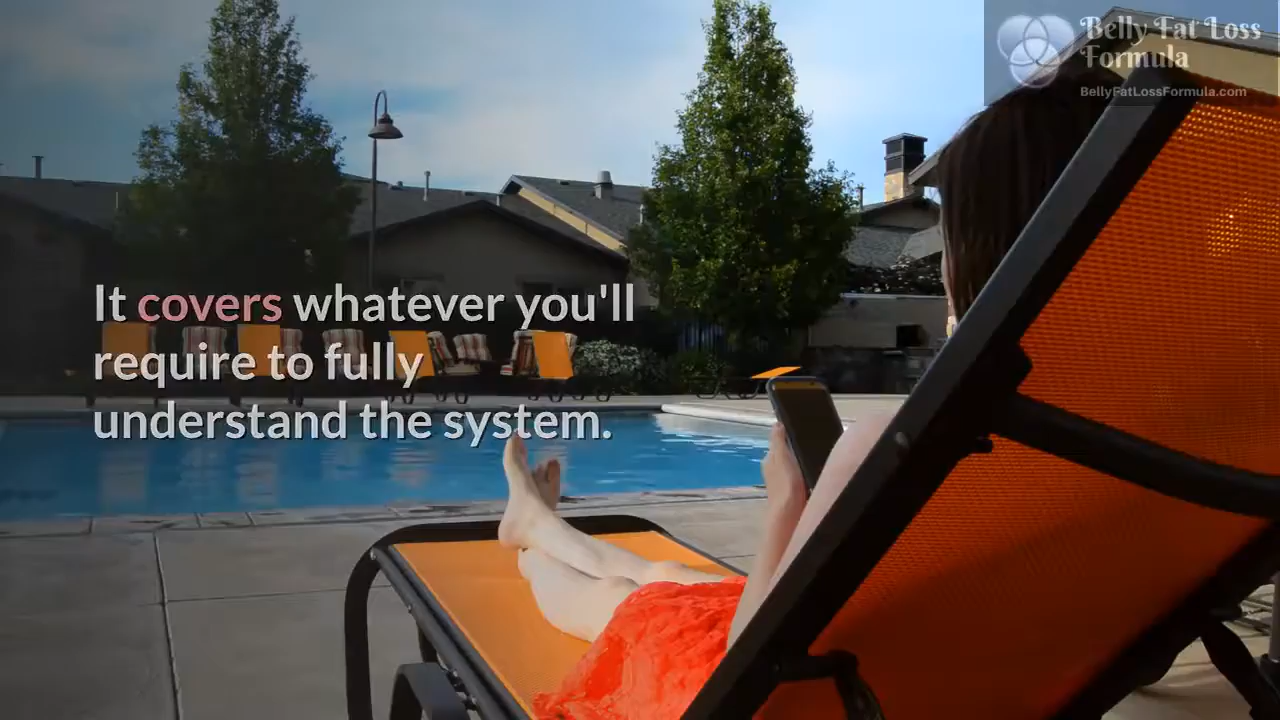 Belly Fat Loss
Formula
BellyFatLossFormula.com
It covers whatever you'll
require to fully
understand the system.